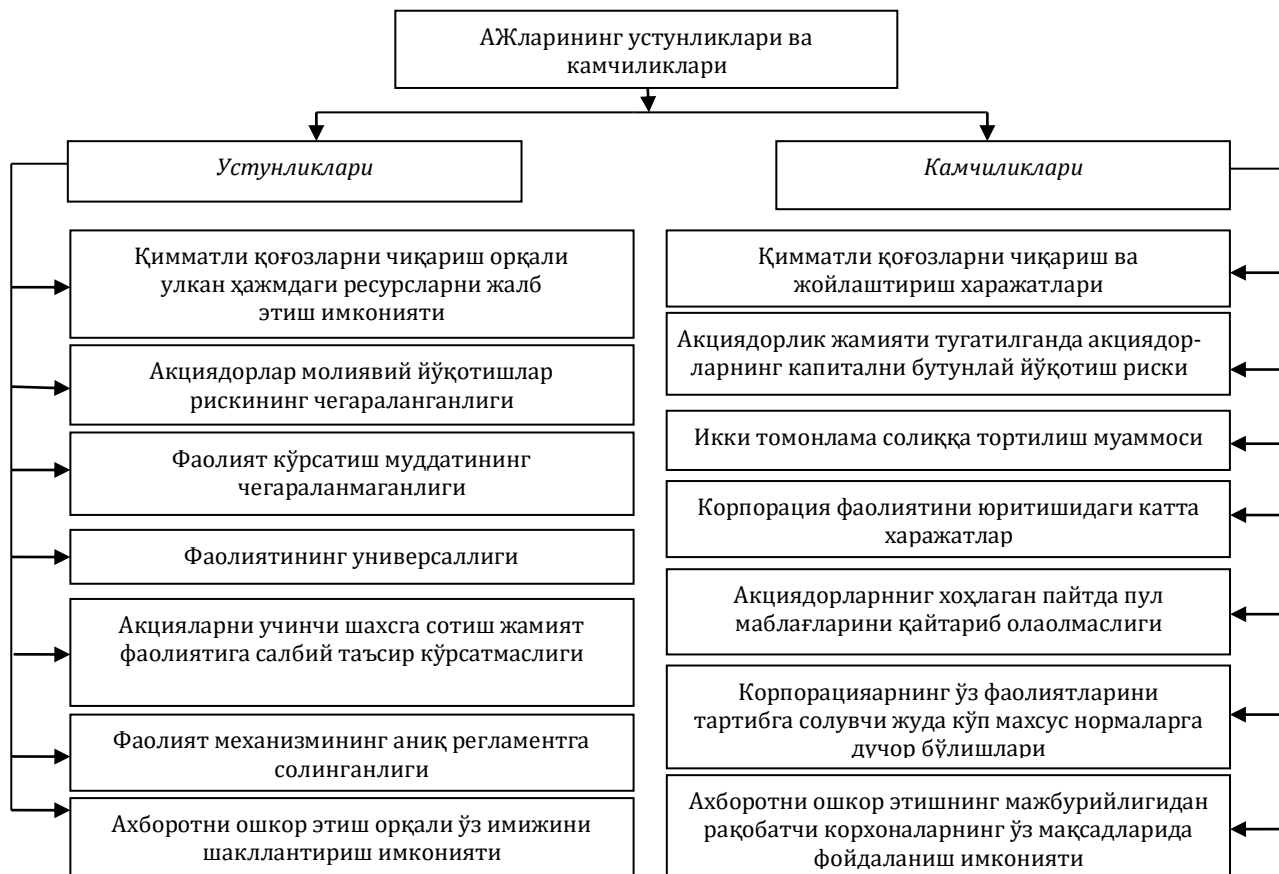 АЖларининг устунликлари ва
камчиликлари
Устунликлари
Қимматли қоғозларни чиқариш орқали
улкан ҳажмдаги ресурсларни жалб
этиш имконияти
Акциядорлар молиявий йўқотишлар
рискининг чегараланганлиги
Фаолият кўрсатиш муддатининг
чегараланмаганлиги
Фаолиятининг универсаллиги
Акцияларни учинчи шахсга сотиш жамият
фаолиятига салбий таъсир кўрсатмаслиги
Фаолият механизмининг аниқ регламентга
солинганлиги
Ахборотни ошкор этиш орқали ўз имижини
шакллантириш имконияти
Камчиликлари
Қимматли қоғозларни чиқариш ва
жойлаштириш харажатлари
Акциядорлик жамияти тугатилганда акциядор-
ларнинг капитални бутунлай йўқотиш риски
Икки томонлама солиққа тортилиш муаммоси
Корпорация фаолиятини юритишидаги катта
харажатлар
Акциядорларнниг хоҳлаган пайтда пул
маблағларини қайтариб олаолмаслиги
Корпорацияарнинг ўз фаолиятларини
тартибга солувчи жуда кўп махсус нормаларга
дучор бўлишлари
Ахборотни ошкор этишнинг мажбурийлигидан
рақобатчи корхоналарнинг ўз мақсадларида
фойдаланиш имконияти